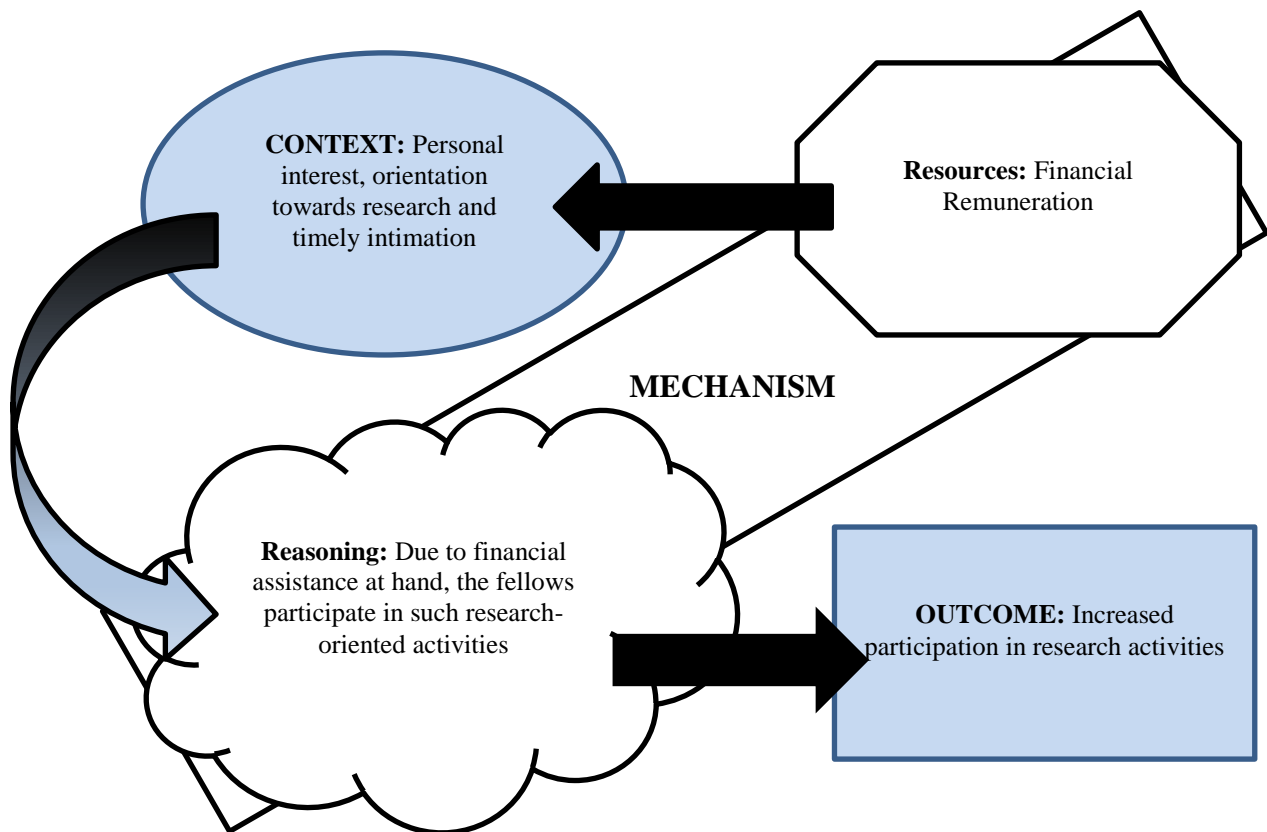 CONTEXT: Personal
interest, orientation
towards research and
timely intimation
Resources: Financial
Remuneration
MECHANISM
Reasoning: Due to financial
assistance at hand, the fellows
participate in such research-
oriented activities
OUTCOME: Increased
participation in research activities